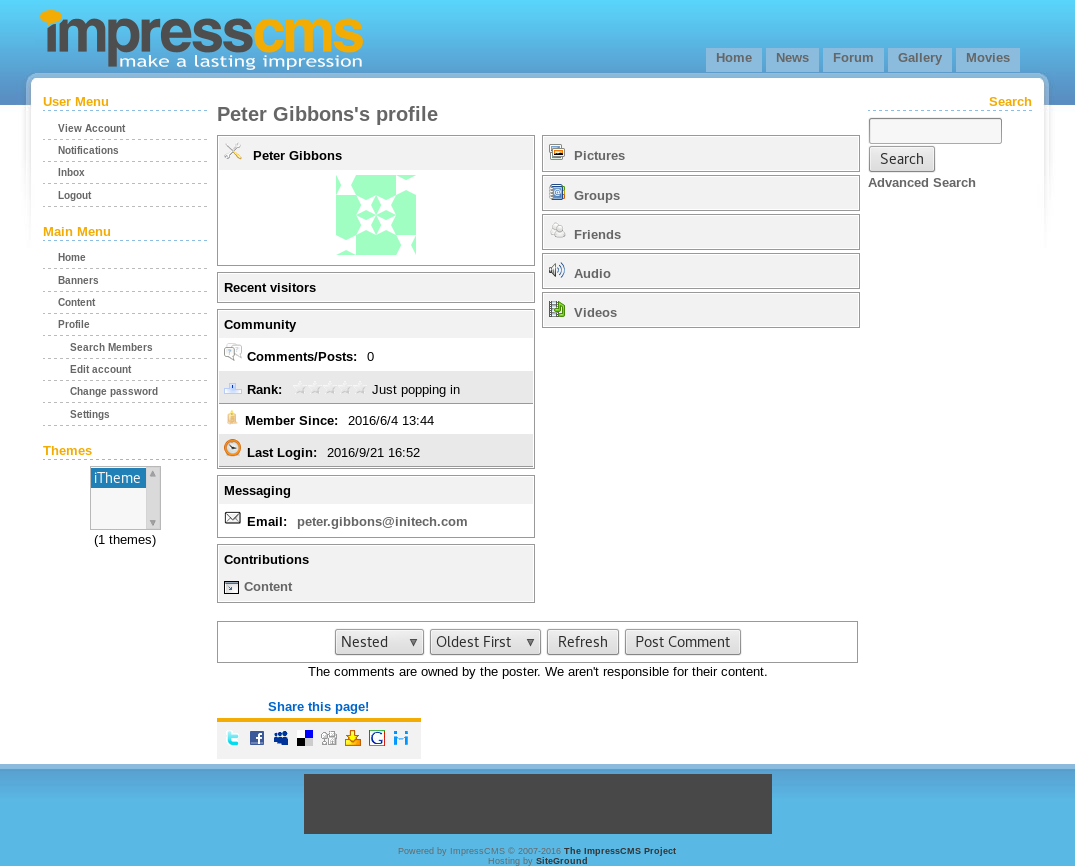 impresscms
make a lasting impression
Home News Forum Gallery Movies
User Menu
View Account
Notifications
Inbox
Logout
Main Menu
Home
Banners
Content
Profile
Search Members
Edit account
Change password
Settings
Themes
iTheme
(1 themes)
Peter Gibbons's profile
Peter Gibbons
Recent visitors
Community
Comments/Posts: 0
Rank: Just popping in
Member Since: 2016/6/4 13:44
Last Login: 2016/9/21 16:52
Messaging
Email: peter.gibbons@initech.com
Contributions
Content
Pictures
Groups
Friends
Audio
Videos
Search
Search
Advanced Search
Nested Oldest First Refresh Post Comment
The comments are owned by the poster. We aren't responsible for their content.
Share this page!
Powered by ImpressCMS © 2007-2016 The ImpressCMS Project
Hosting by SiteGround